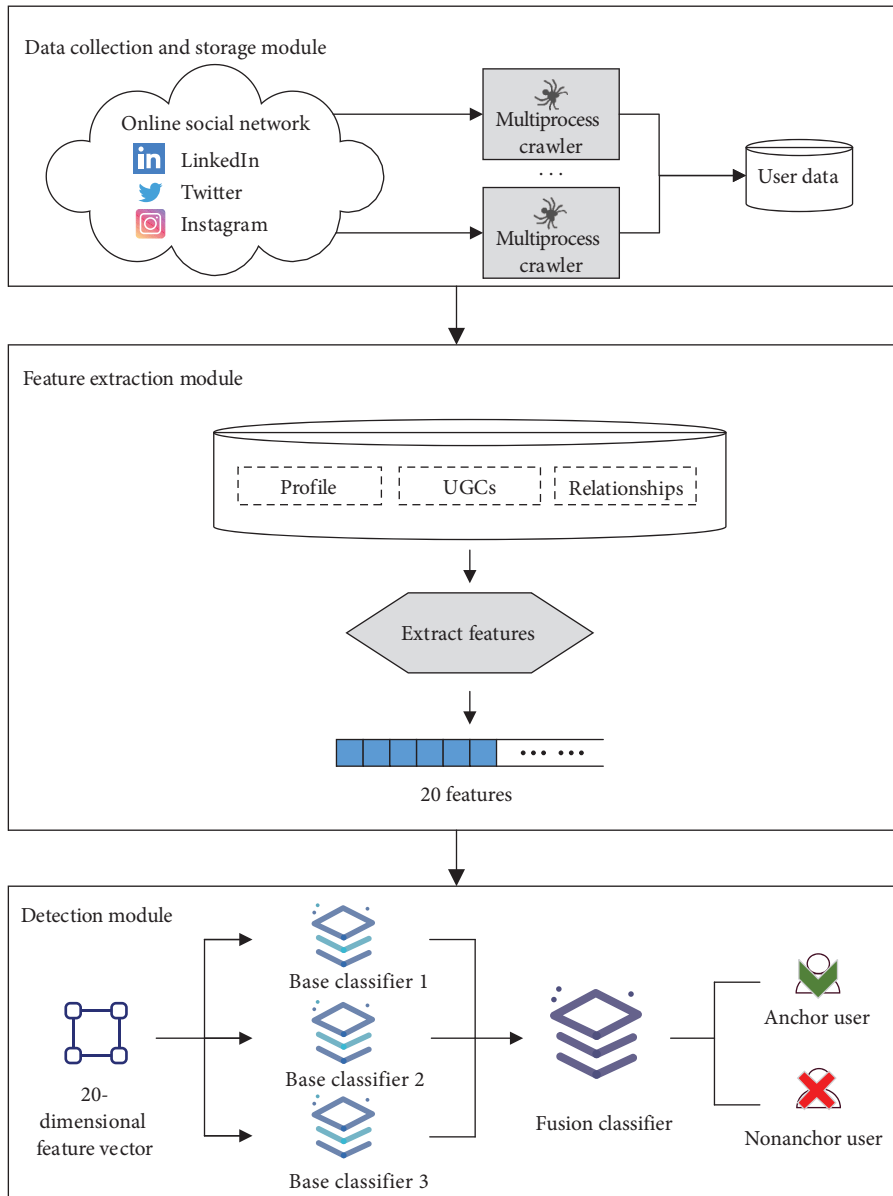 Data collection and storage module
Online social network
in LinkedIn
Twitter
Instagram
Multiprocess
crawler
...
Multiprocess
crawler
User data
Feature extraction module
Profile
UGCs
Relationships
Extract features
... ...
20 features
Detection module
20-
dimensional
feature vector
Base classifier 1
Base classifier 2
Base classifier 3
Fusion classifier
Anchor user
Nonanchor user